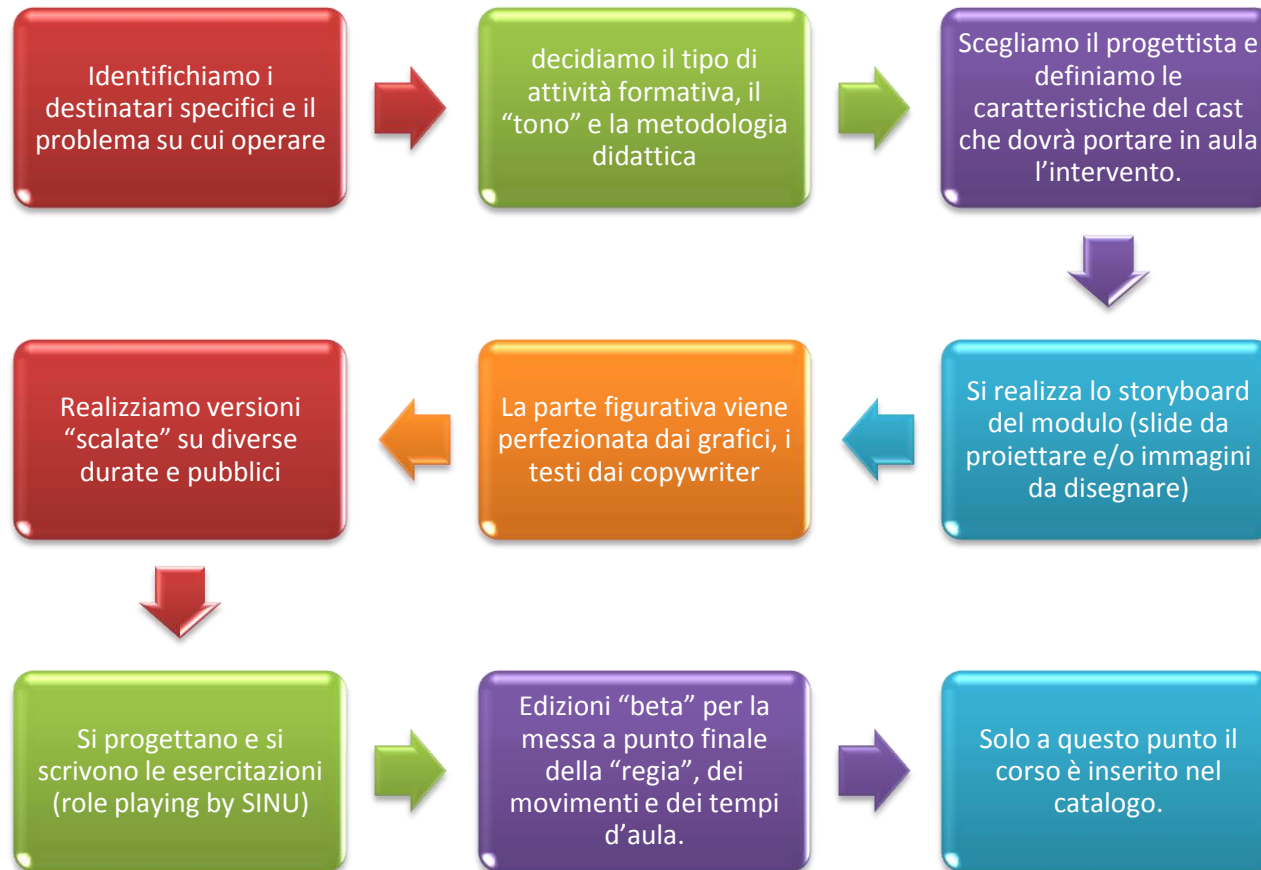 Identifichiamo i
destinatari specifici e il
problema su cui operare
decidiamo il tipo di
attività formativa, il
“tono” e la metodologia
didattica
Scegliamo il progettista e
definiamo le
caratteristiche del cast
che dovrà portare in aula
l’intervento.
Si realizza lo storyboard
del modulo (slide da
proiettare e/o immagini
da disegnare)
La parte figurativa viene
perfezionata dai grafici, i
testi dai copywriter
Realizziamo versioni
“scalate” su diverse
durate e pubblici
Si progettano e si
scrivono le esercitazioni
(role playing by SINU)
Edizioni “beta” per la
messa a punto finale
della “regia”, dei
movimenti e dei tempi
d’aula.
Solo a questo punto il
corso è inserito nel
catalogo.